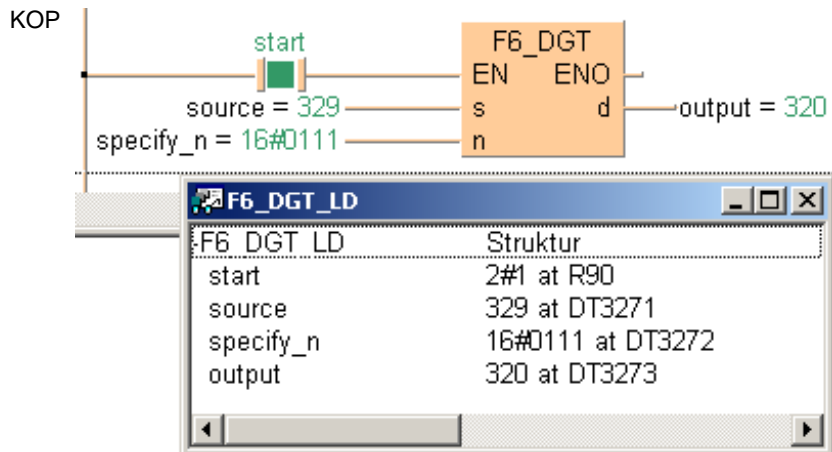 KOP
start
F6_DGT
EN ENO
source = 329 s d output = 320
specify_n = 16#0111 n
F6_DGT_LD
F6_DGT_LD Struktur
start 2#1 at R90
source 329 at DT3271
specify_n 16#0111 at DT3272
output 320 at DT3273